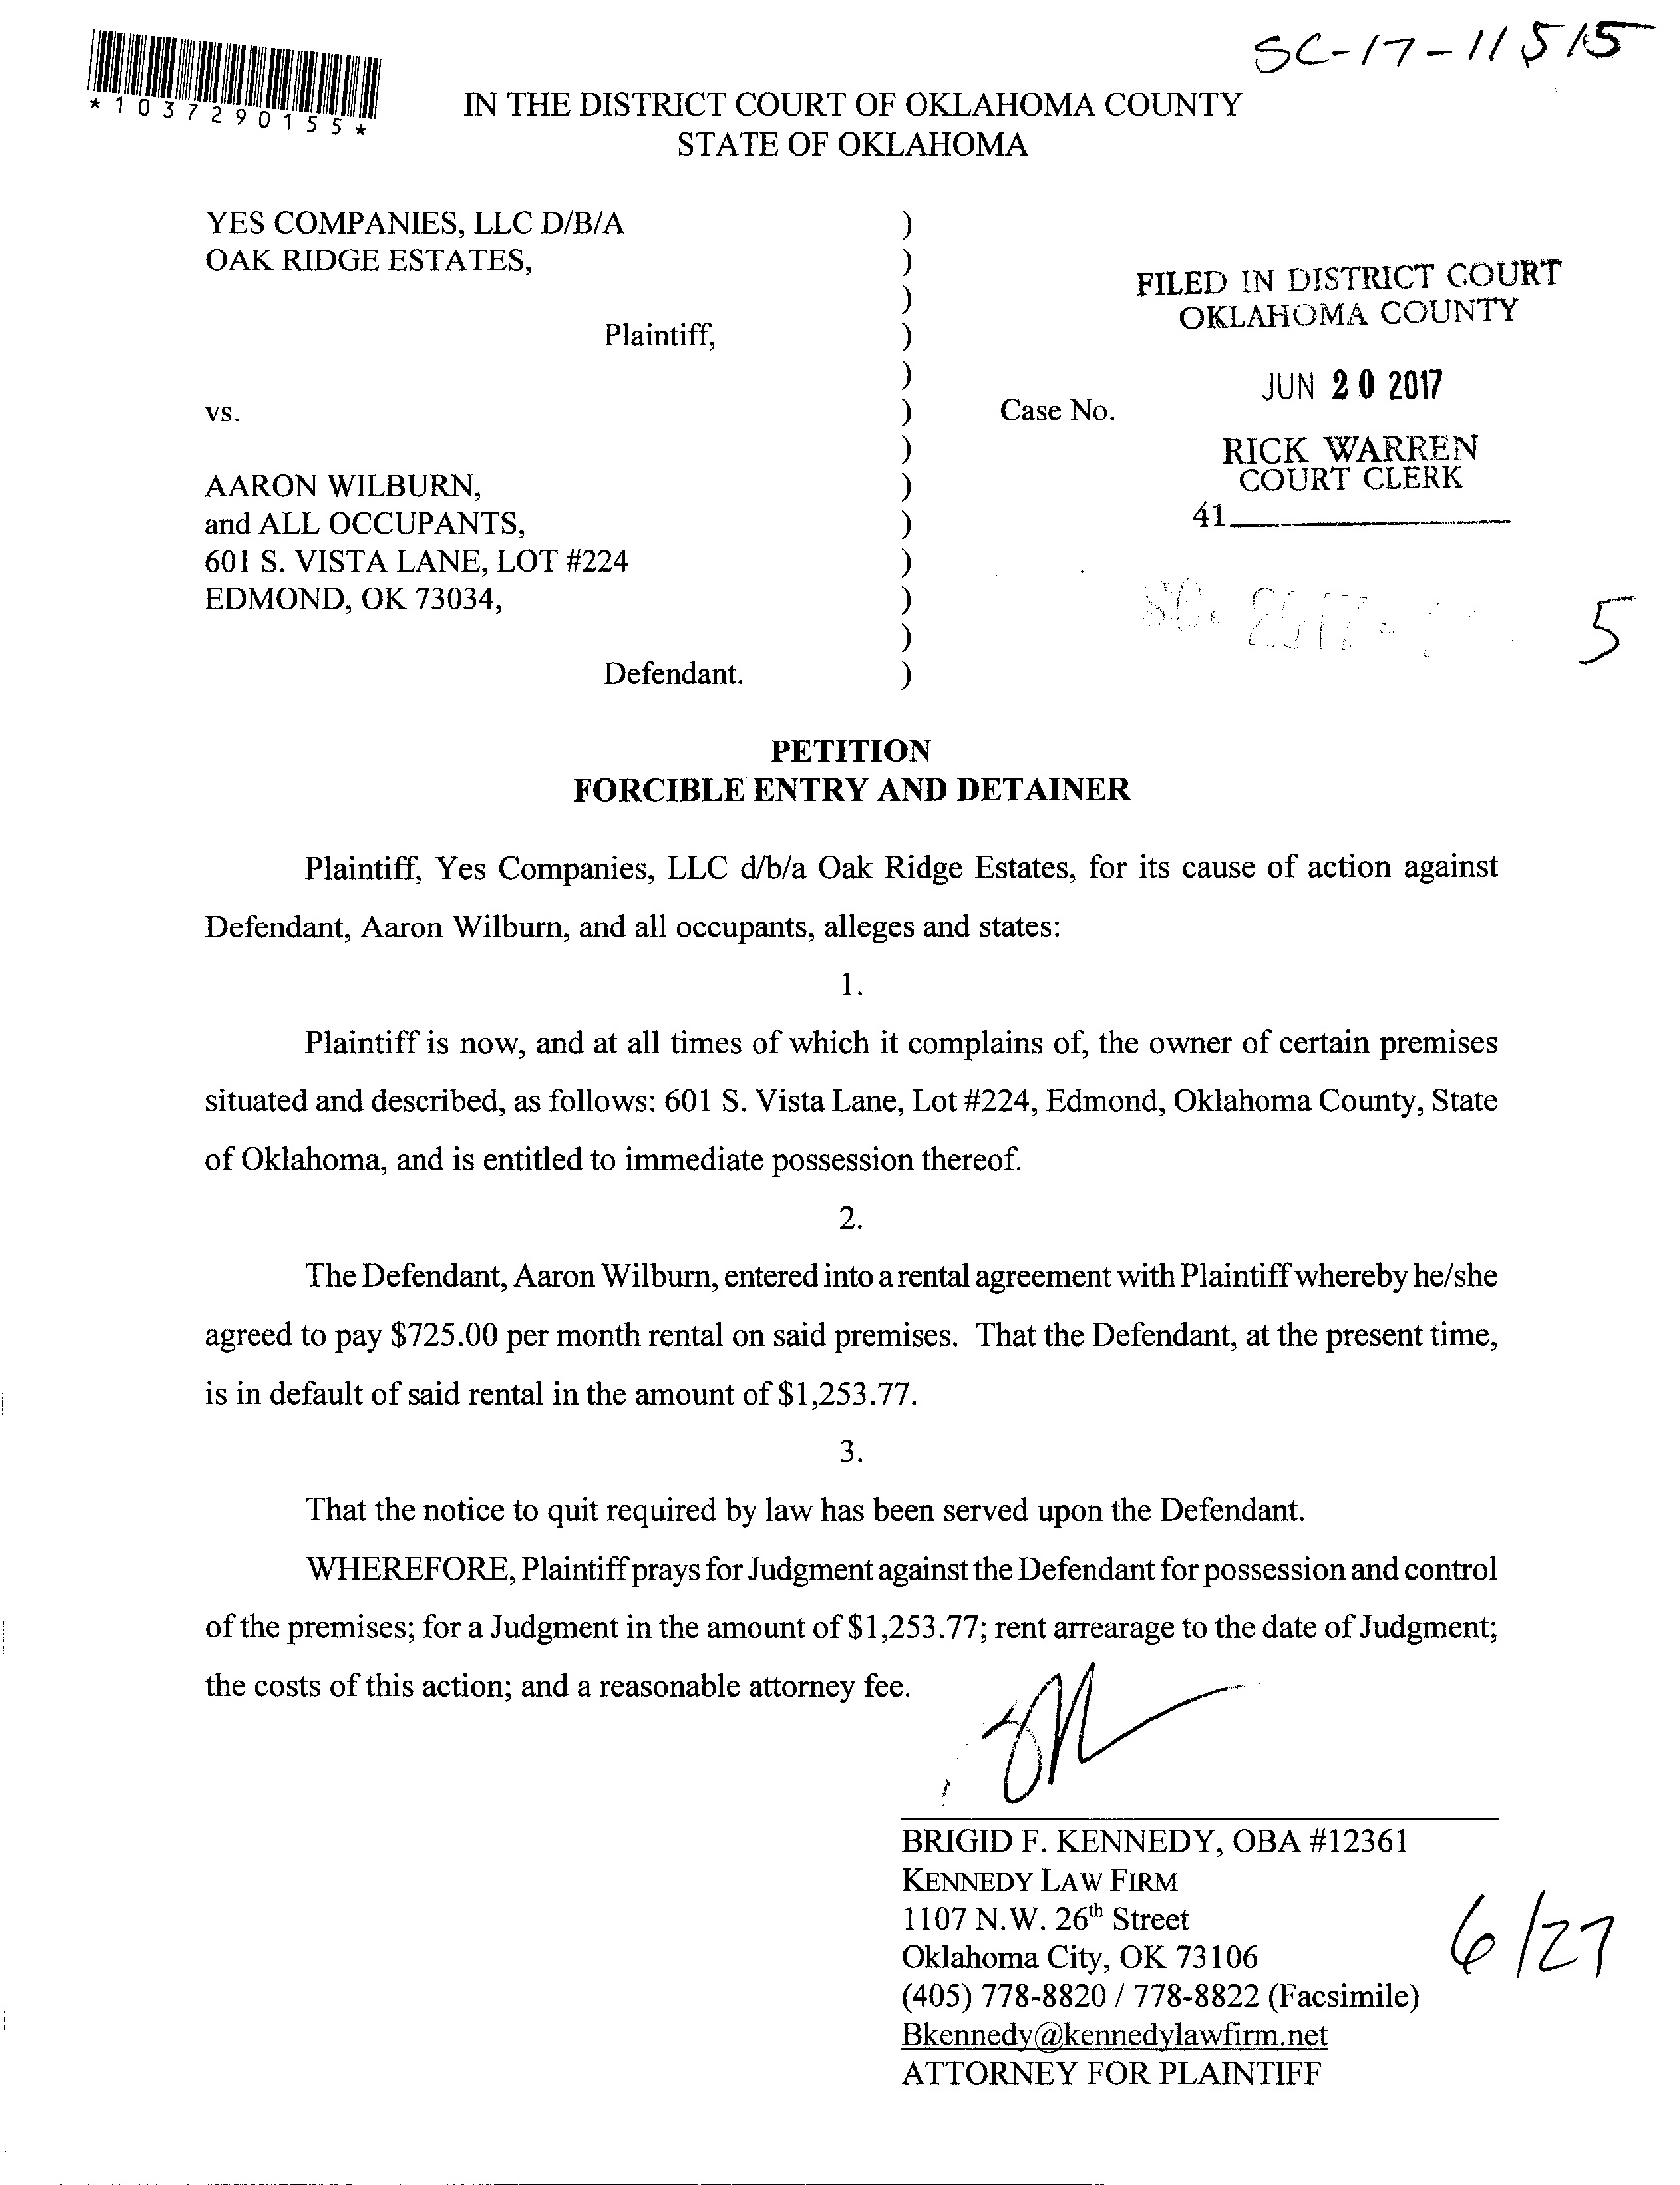 SC-17-11515
*1037290155*
IN THE DISTRICT COURT OF OKLAHOMA COUNTY
STATE OF OKLAHOMA
YES COMPANIES, LLC D/B/A )
OAK RIDGE ESTATES, )
)
Plaintiff, )
)
vs. ) Case No.
)
AARON WILBURN, )
and ALL OCCUPANTS, )
601 S. VISTA LANE, LOT #224 )
EDMOND, OK 73034, )
)
Defendant. )
FILED IN DISTRICT COURT
OKLAHOMA COUNTY
JUN 20 2017
RICK WARREN
COURT CLERK
41
5
PETITION
FORCIBLE ENTRY AND DETAINER
Plaintiff, Yes Companies, LLC d/b/a Oak Ridge Estates, for its cause of action against
Defendant, Aaron Wilburn, and all occupants, alleges and states:
1.
Plaintiff is now, and at all times of which it complains of, the owner of certain premises
situated and described, as follows: 601 S. Vista Lane, Lot #224, Edmond, Oklahoma County, State
of Oklahoma, and is entitled to immediate possession thereof.
2.
The Defendant, Aaron Wilburn, entered into a rental agreement with Plaintiff whereby he/she
agreed to pay $725.00 per month rental on said premises. That the Defendant, at the present time,
is in default of said rental in the amount of $1,253.77.
3.
That the notice to quit required by law has been served upon the Defendant.
WHEREFORE, Plaintiff prays for Judgment against the Defendant for possession and control
of the premises; for a Judgment in the amount of $1,253.77; rent arrearage to the date of Judgment;
the costs of this action; and a reasonable attorney fee.
BRIGID F. KENNEDY, OBA #12361
KENNEDY LAW FIRM
1107 N.W. 26th Street
Oklahoma City, OK 73106
(405) 778-8820 / 778-8822 (Facsimile)
Bkennedy@kennedylawfirm.net
ATTORNEY FOR PLAINTIFF
6/27